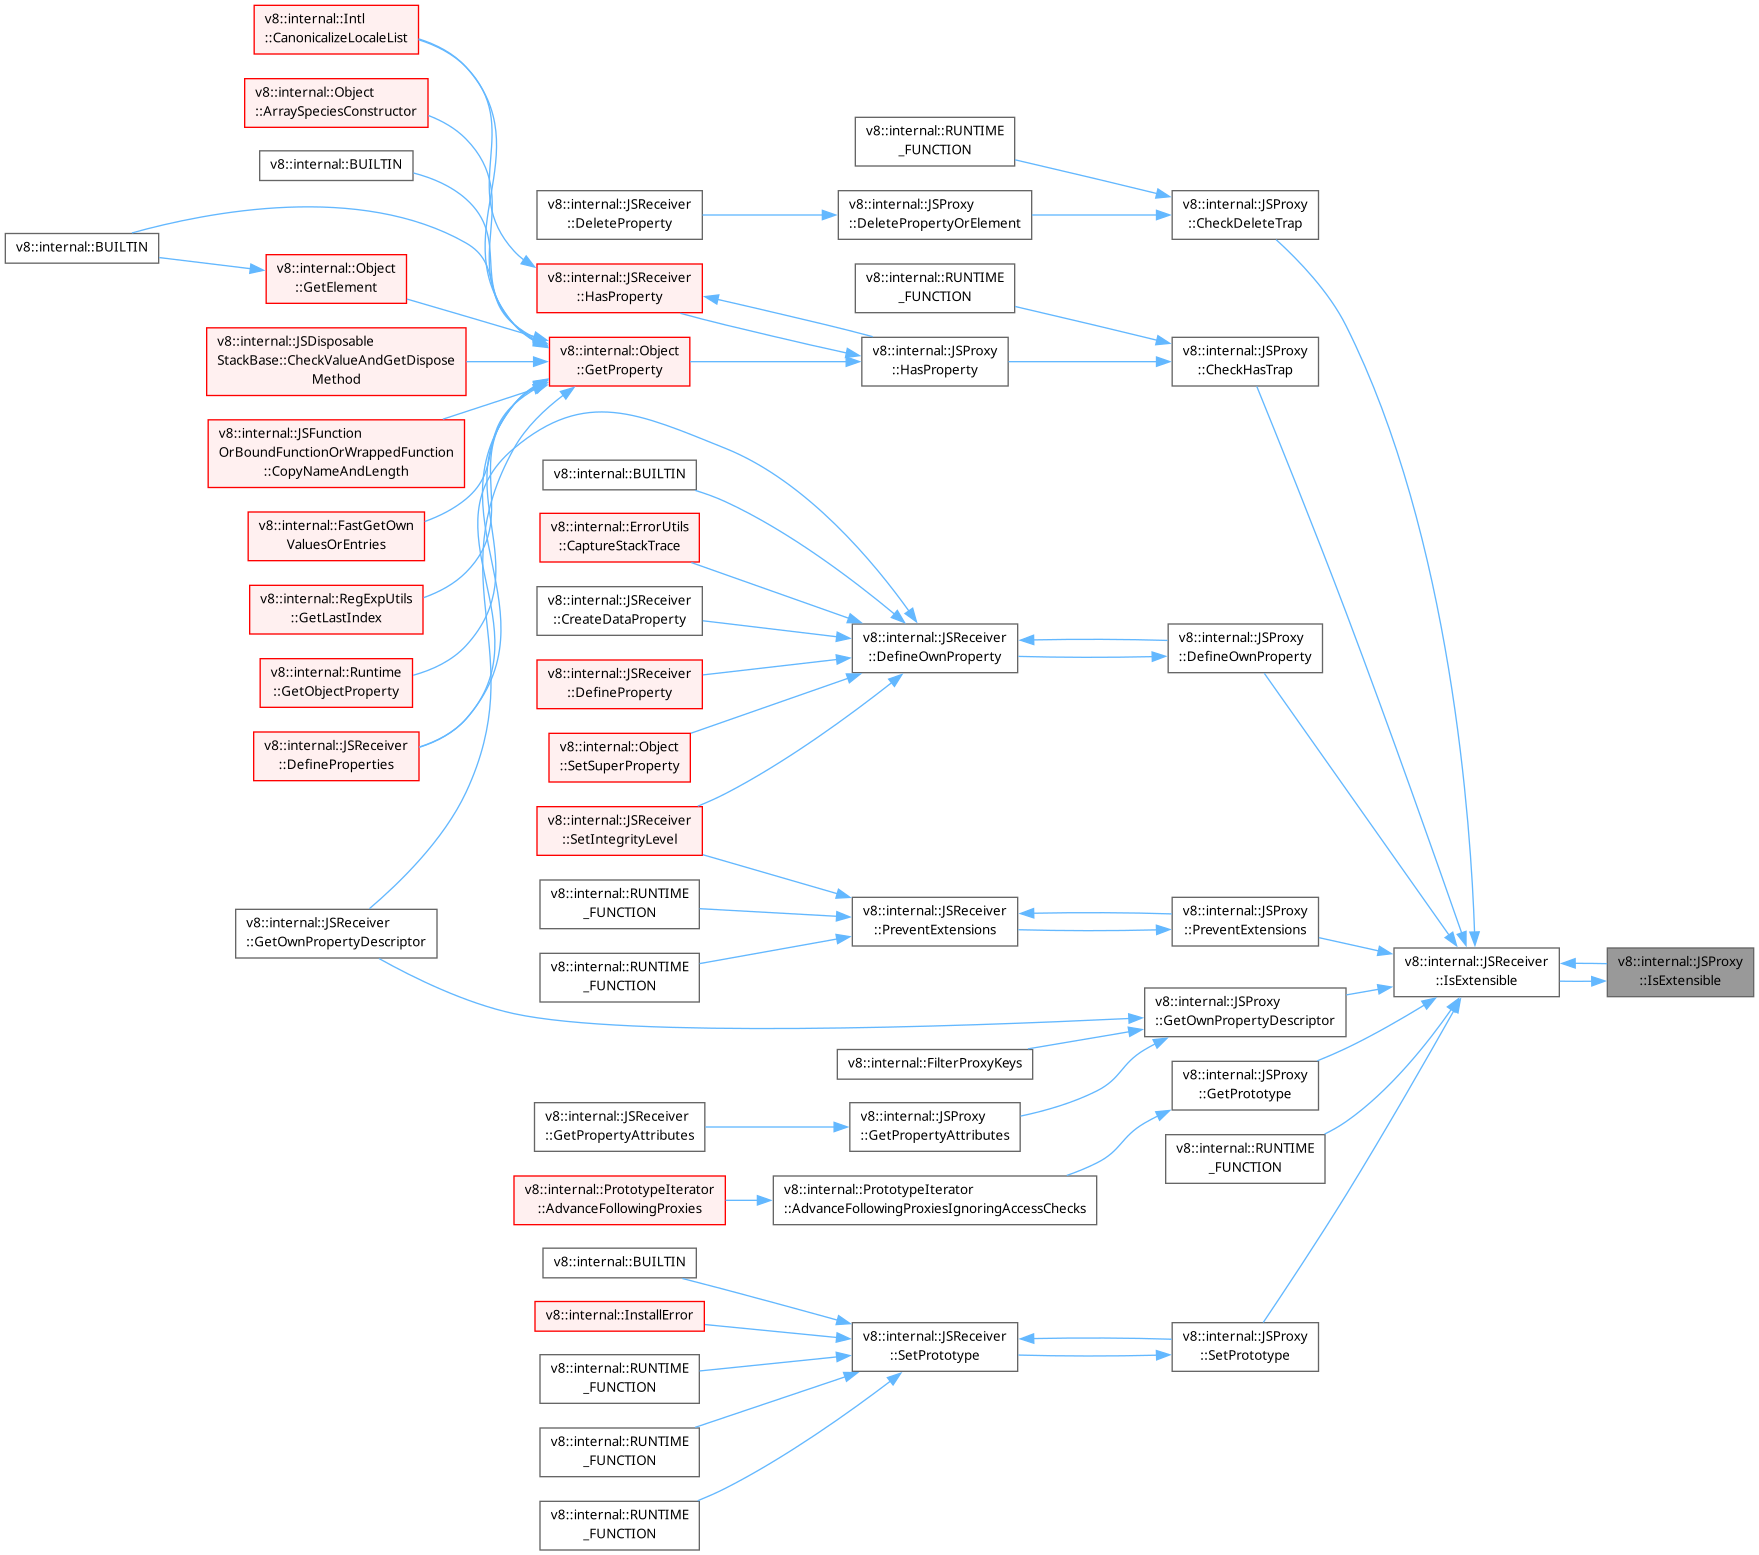 v8::internal::Intl
::CanonicalizeLocaleList
v8::internal::Object
::ArraySpeciesConstructor
v8::internal::BUILTIN
v8::internal::BUILTIN
v8::internal::Object
::GetElement
v8::internal::JSDisposable
StackBase::CheckValueAndGetDispose
Method
v8::internal::JSFunction
OrBoundFunctionOrWrappedFunction
::CopyNameAndLength
v8::internal::FastGetOwn
ValuesOrEntries
v8::internal::RegExpUtils
::GetLastIndex
v8::internal::Runtime
::GetObjectProperty
v8::internal::JSReceiver
::DefineProperties
v8::internal::JSReceiver
::GetOwnPropertyDescriptor
v8::internal::JSReceiver
::DeleteProperty
v8::internal::JSReceiver
::HasProperty
v8::internal::Object
::GetProperty
v8::internal::BUILTIN
v8::internal::ErrorUtils
::CaptureStackTrace
v8::internal::JSReceiver
::CreateDataProperty
v8::internal::JSReceiver
::DefineProperty
v8::internal::Object
::SetSuperProperty
v8::internal::JSReceiver
::SetIntegrityLevel
v8::internal::RUNTIME
_FUNCTION
v8::internal::RUNTIME
_FUNCTION
v8::internal::JSReceiver
::GetPropertyAttributes
v8::internal::PrototypeIterator
::AdvanceFollowingProxies
v8::internal::BUILTIN
v8::internal::InstallError
v8::internal::RUNTIME
_FUNCTION
v8::internal::RUNTIME
_FUNCTION
v8::internal::RUNTIME
_FUNCTION
v8::internal::RUNTIME
_FUNCTION
v8::internal::JSProxy
::DeletePropertyOrElement
v8::internal::RUNTIME
_FUNCTION
v8::internal::JSProxy
::HasProperty
v8::internal::JSReceiver
::DefineOwnProperty
v8::internal::JSReceiver
::PreventExtensions
v8::internal::FilterProxyKeys
v8::internal::JSProxy
::GetPropertyAttributes
v8::internal::PrototypeIterator
::AdvanceFollowingProxiesIgnoringAccessChecks
v8::internal::JSReceiver
::SetPrototype
v8::internal::JSProxy
::CheckDeleteTrap
v8::internal::JSProxy
::CheckHasTrap
v8::internal::JSProxy
::DefineOwnProperty
v8::internal::JSProxy
::PreventExtensions
v8::internal::JSProxy
::GetOwnPropertyDescriptor
v8::internal::JSProxy
::GetPrototype
v8::internal::RUNTIME
_FUNCTION
v8::internal::JSProxy
::SetPrototype
v8::internal::JSReceiver
::IsExtensible
v8::internal::JSProxy
::IsExtensible